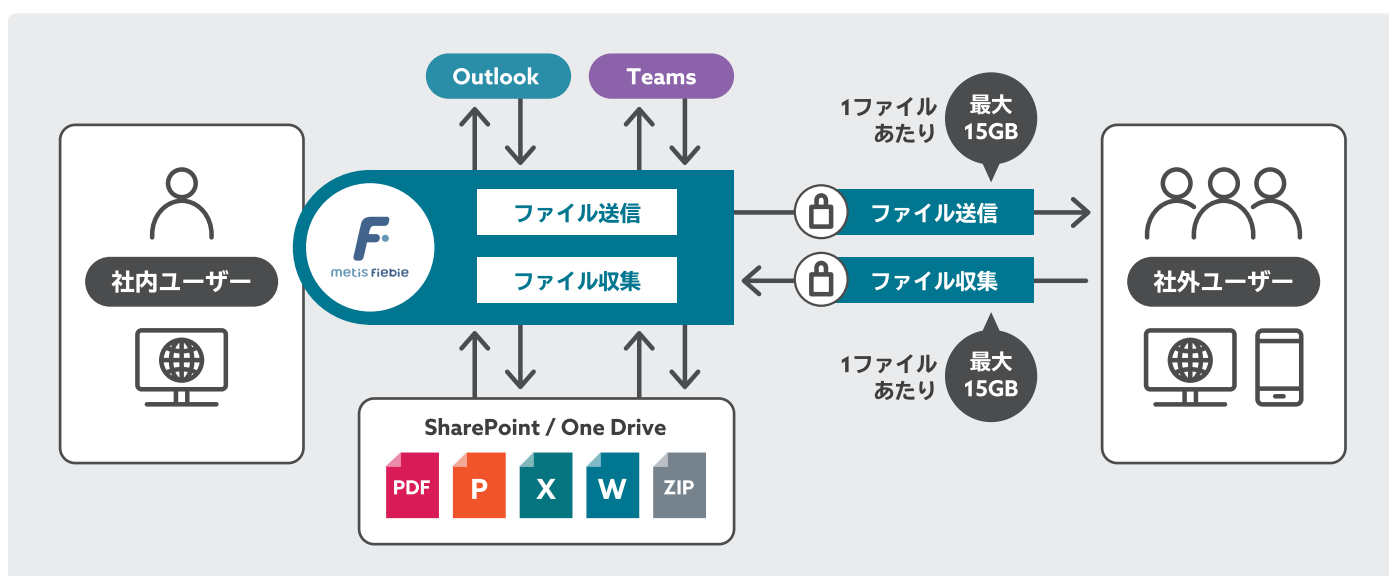 Outlook
Teams
1ファイル
あたり
最大
15GB
社内ユーザー
metis fiebie
ファイル送信
ファイル収集
ファイル送信
ファイル収集
社外ユーザー
1ファイル
あたり
最大
15GB
SharePoint / One Drive
PDF
P
X
W
ZIP